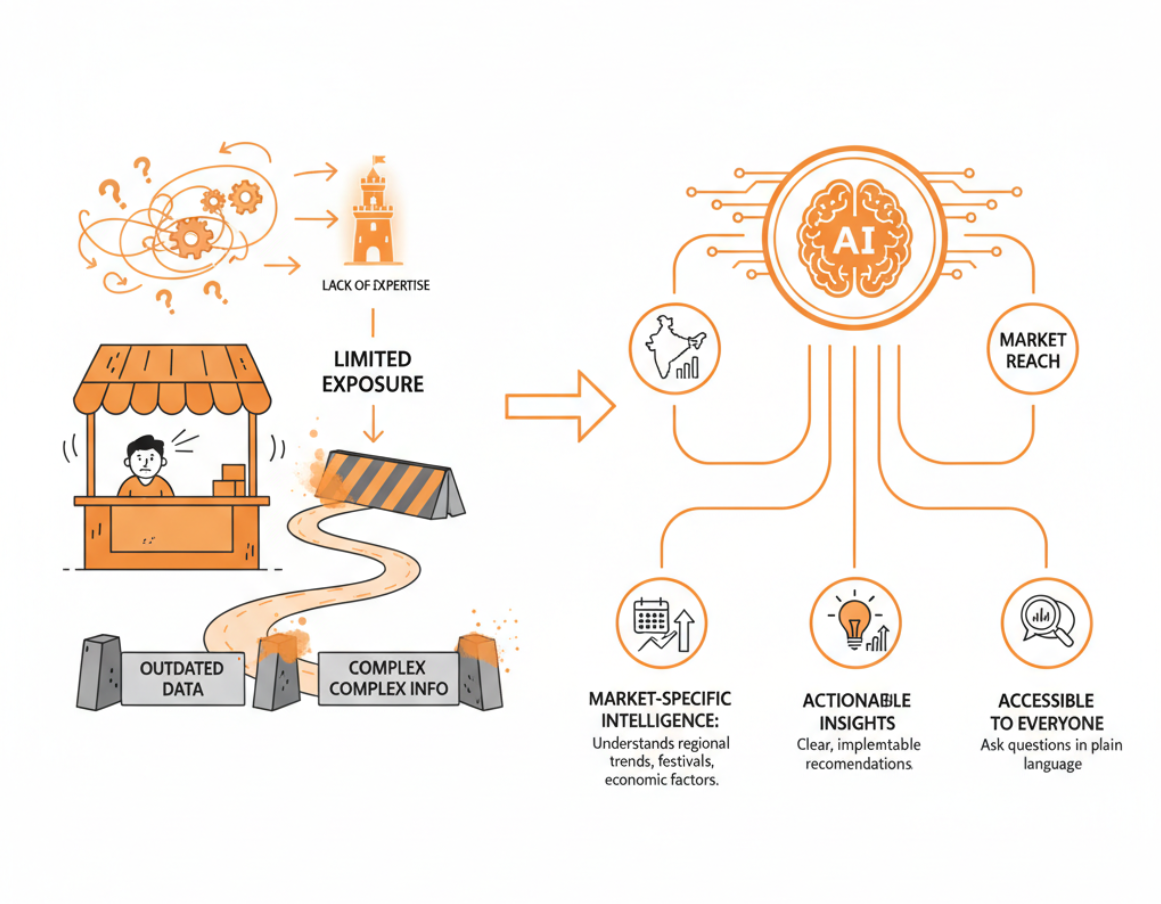 ?
?
?
?
LACK OF EXPERTISE
LIMITED
EXPOSURE
OUTDATED
DATA
COMPLEX
COMPLEX INFO
AI
MARKET
REACH
MARKET-SPECIFIC
INTELLIGENCE:
Understands regional
trends, festivals,
economic factors.
ACTIONABLE
INSIGHTS
Clear, implemtable
recomendations.
ACCESSIBLE
TO EVERYONE
Ask questions in plain
language